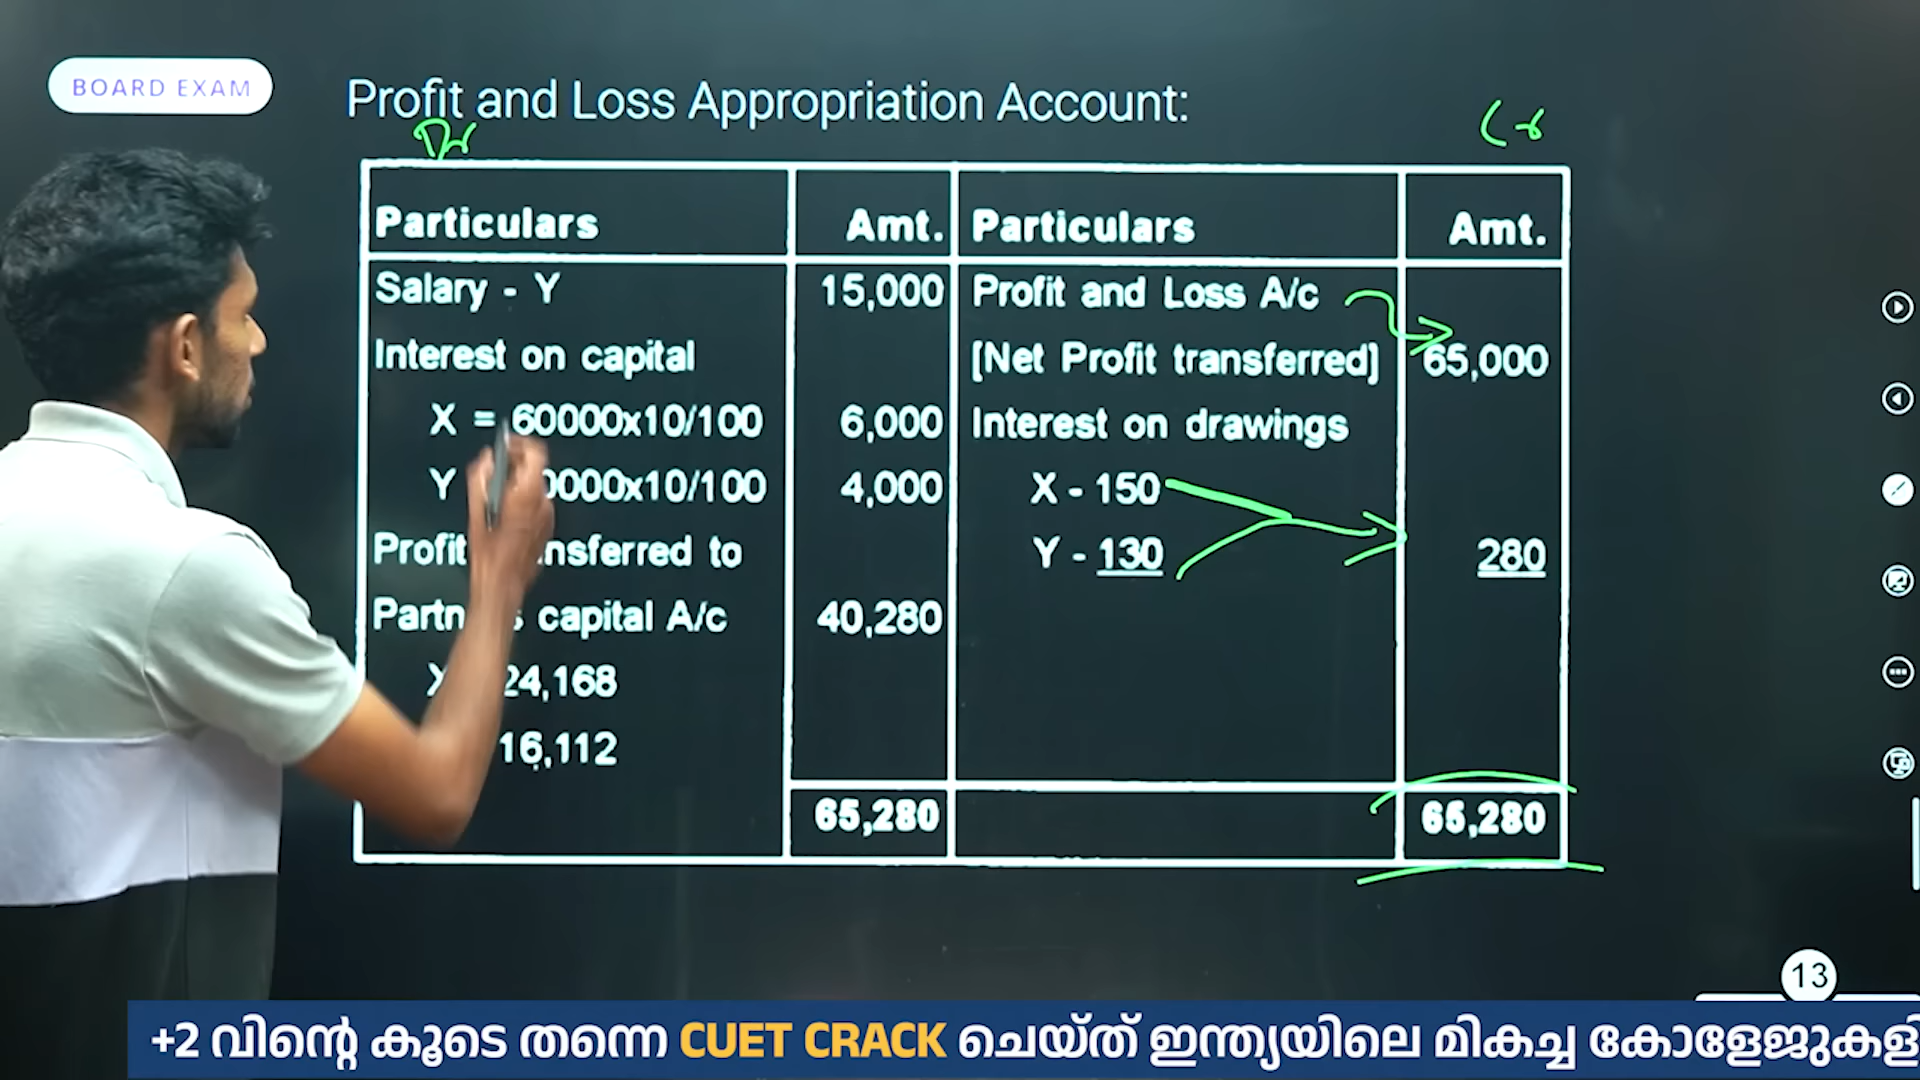 BOARD EXAM
Profit and Loss Appropriation Account:
Dr
Cr
Particulars Amt. Particulars Amt.
Salary - Y 15,000 Profit and Loss A/c
Interest on capital [Net Profit transferred] 65,000
X = 60000x10/100 6,000 Interest on drawings
Y 0000x10/100 4,000 X - 150
Profit nsferred to Y - 130 280
Partn s capital A/c 40,280
X 24,168
16,112
65,280 65,280
13
+2 വിന്റെ കൂടെ തന്നെ CUET CRACK ചെയ്ത് ഇന്ത്യയിലെ മികച്ച കോളേജുകളി